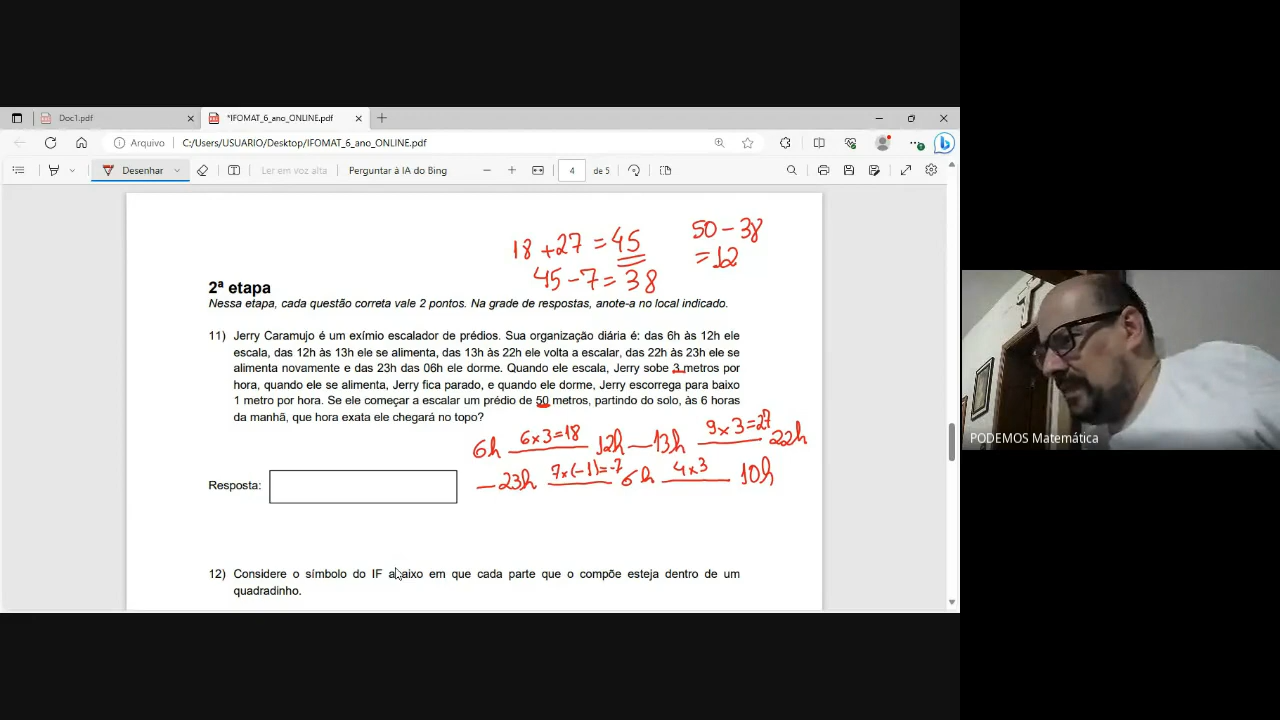 Doc1.pdf
*IFOMAT_6_ano_ONLINE.pdf
Arquivo
C:/Users/USUARIO/Desktop/IFOMAT_6_ano_ONLINE.pdf
Desenhar
Ler em voz alta
Perguntar à IA do Bing
4
de 5
18 + 27 = 45
50 - 38
= 12
45 - 7 = 38
2ª etapa
Nessa etapa, cada questão correta vale 2 pontos. Na grade de respostas, anote-a no local indicado.
11) Jerry Caramujo é um exímio escalador de prédios. Sua organização diária é: das 6h às 12h ele
escala, das 12h às 13h ele se alimenta, das 13h às 22h ele volta a escalar, das 22h às 23h ele se
alimenta novamente e das 23h das 06h ele dorme. Quando ele escala, Jerry sobe 3 metros por
hora, quando ele se alimenta, Jerry fica parado, e quando ele dorme, Jerry escorrega para baixo
1 metro por hora. Se ele começar a escalar um prédio de 50 metros, partindo do solo, às 6 horas
da manhã, que hora exata ele chegará no topo?
6h 6x3=18 12h — 13h 9x3=27 22h
— 23h 7x(-1)=-7 6h 4x3 10h
Resposta:
12) Considere o símbolo do IF abaixo em que cada parte que o compõe esteja dentro de um
quadradinho.
PODEMOS Matemática